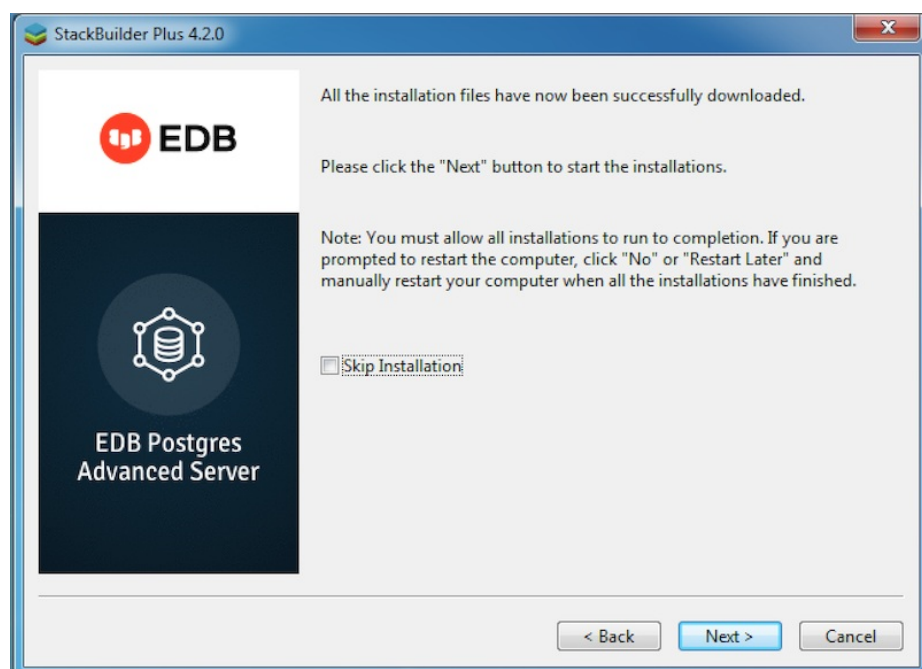 StackBuilder Plus 4.2.0
EDB
All the installation files have now been successfully downloaded.
Please click the "Next" button to start the installations.
Note: You must allow all installations to run to completion. If you are
prompted to restart the computer, click "No" or "Restart Later" and
manually restart your computer when all the installations have finished.
Skip Installation
EDB Postgres
Advanced Server
< Back
Next >
Cancel